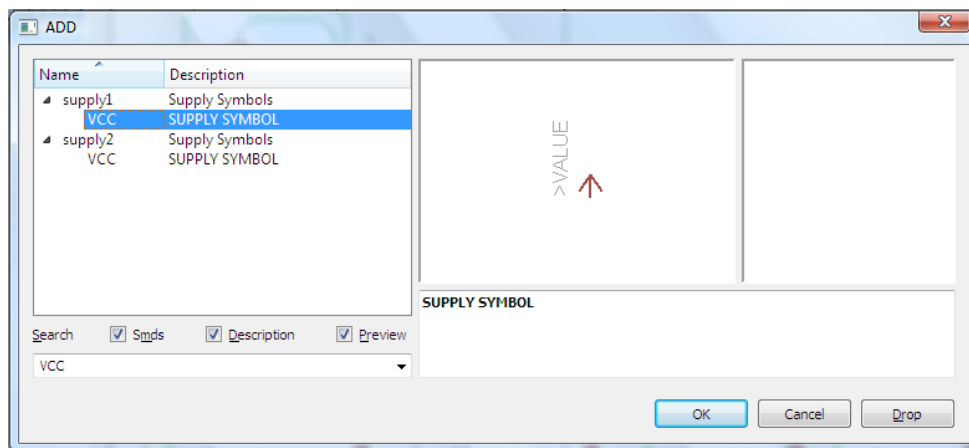 ADD
Name Description
supply1 Supply Symbols
VCC SUPPLY SYMBOL
supply2 Supply Symbols
VCC SUPPLY SYMBOL
>VALUE
SUPPLY SYMBOL
Search Smds Description Preview
VCC
OK Cancel Drop